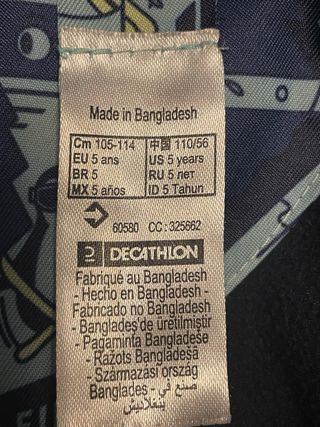 Made in Bangladesh
Cm 105-114
EU 5 ans
BR 5
MX 5 años
中国 110/56
US 5 years
RU 5 лет
ID 5 Tahun
60580 CC : 325662
DECATHLON
Fabriqué au Bangladesh
- Hecho en Bangladesh -
Fabricado no Bangladesh
- Bangladeş de üretilmiştir
- Pagaminta Bangladeše
- Ražots Bangladešā
- Származási ország
Banglades - صنع في
بنغلاديش